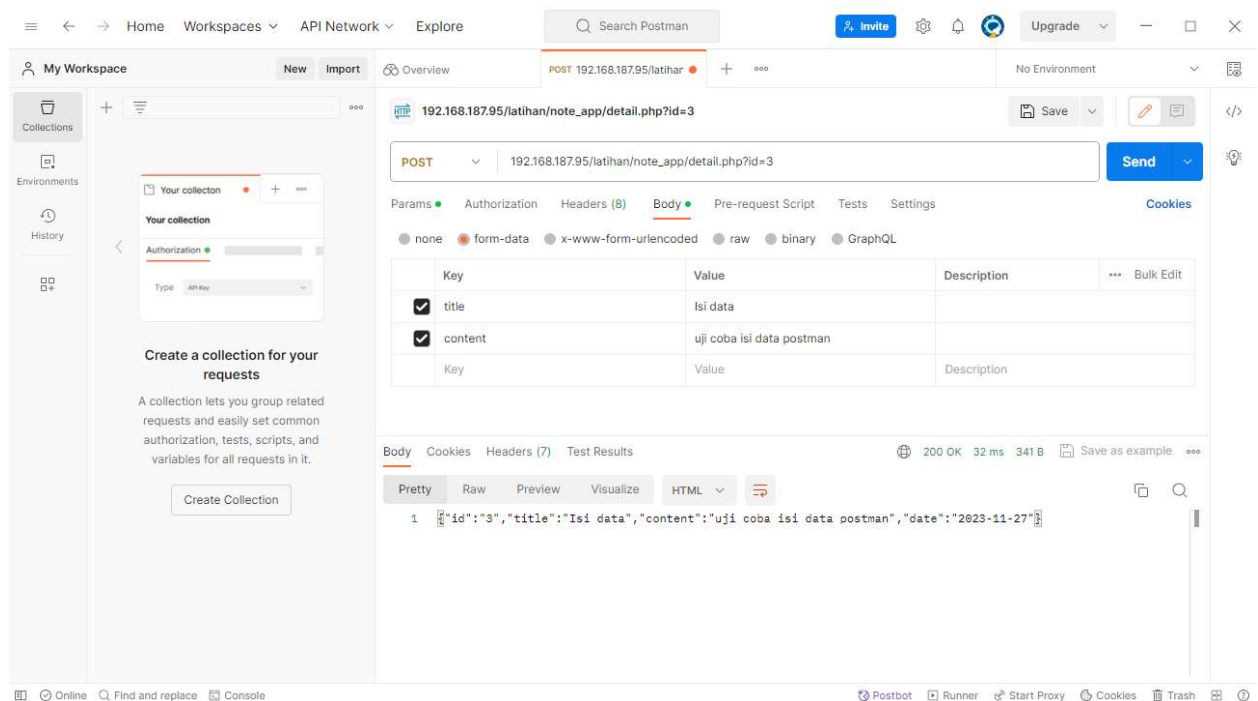 Home Workspaces API Network Explore Search Postman Invite Upgrade
My Workspace New Import Overview POST 192.168.187.95/latihar No Environment
Collections
Environments
History
Your collecton
Your collection
Authorization
Type API Key
Create a collection for your
requests
A collection lets you group related
requests and easily set common
authorization, tests, scripts, and
variables for all requests in it.
Create Collection
HTTP 192.168.187.95/latihan/note_app/detail.php?id=3 Save
POST 192.168.187.95/latihan/note_app/detail.php?id=3 Send
Params Authorization Headers (8) Body Pre-request Script Tests Settings Cookies
none form-data x-www-form-urlencoded raw binary GraphQL
Key Value Description Bulk Edit
title Isi data
content uji coba isi data postman
Key Value Description
Body Cookies Headers (7) Test Results 200 OK 32 ms 341 B Save as example
Pretty Raw Preview Visualize HTML
1 {"id":"3","title":"Isi data","content":"uji coba isi data postman","date":"2023-11-27"}
Online Find and replace Console Postbot Runner Start Proxy Cookies Trash